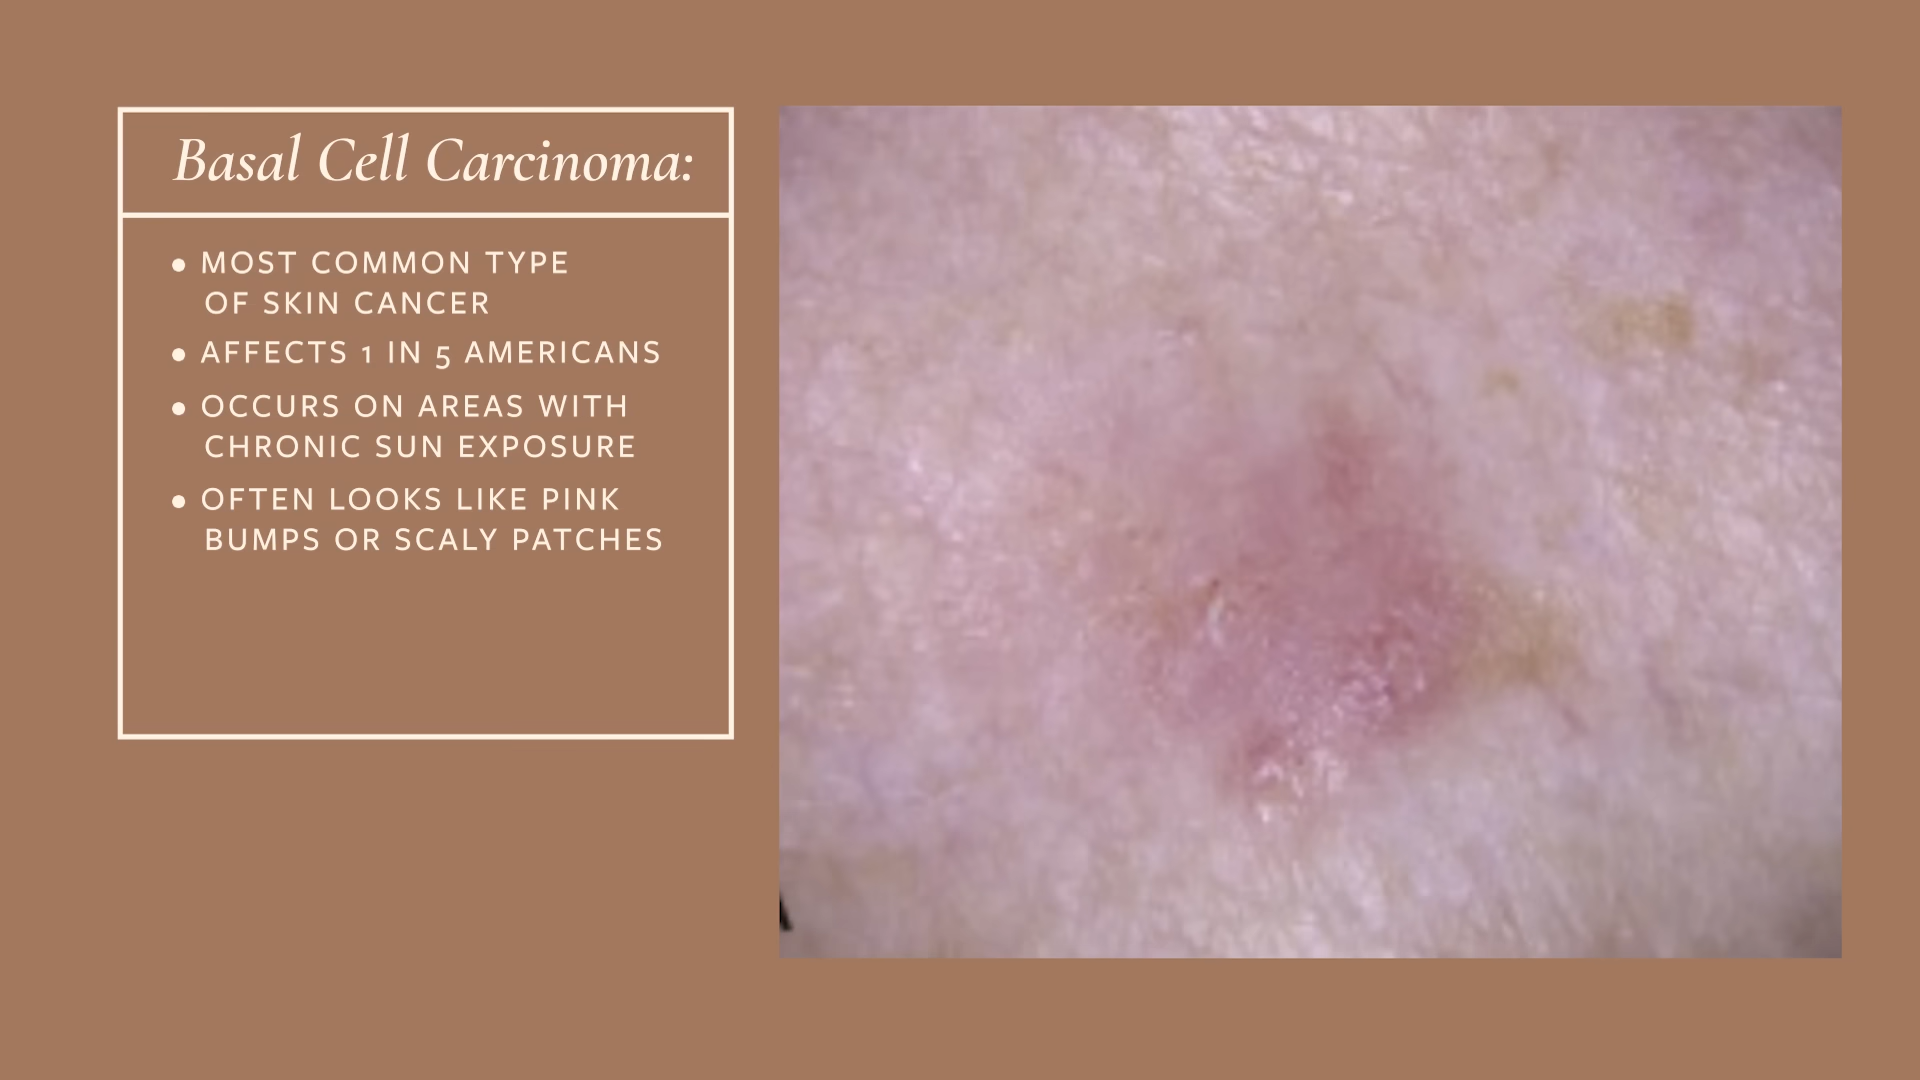 Basal Cell Carcinoma:
• MOST COMMON TYPE
OF SKIN CANCER
• AFFECTS 1 IN 5 AMERICANS
• OCCURS ON AREAS WITH
CHRONIC SUN EXPOSURE
• OFTEN LOOKS LIKE PINK
BUMPS OR SCALY PATCHES